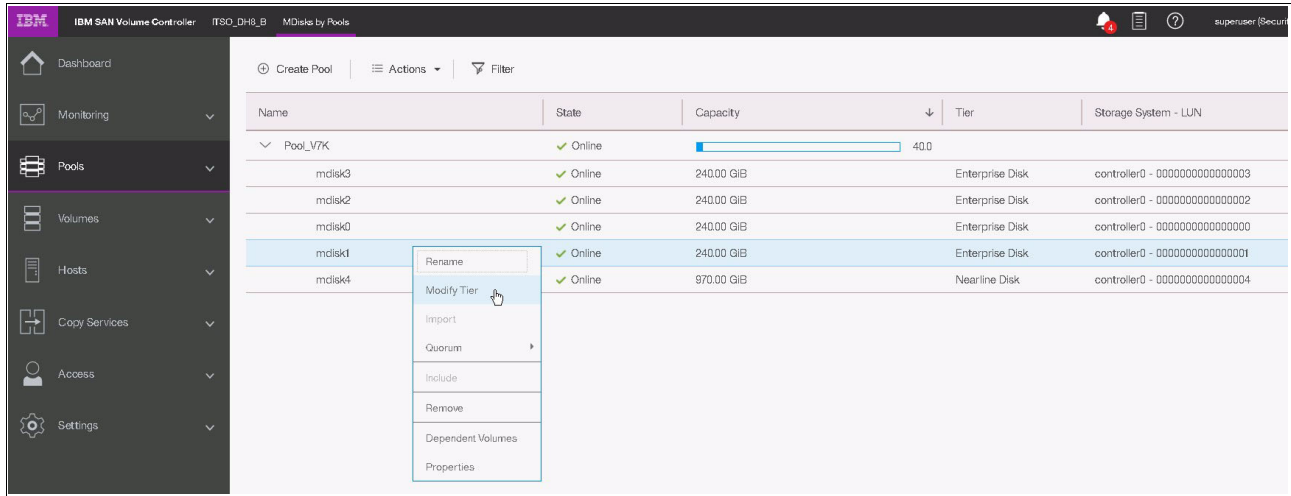 IBM IBM SAN Volume Controller ITSO_DH8_B MDisks by Pools 4 superuser (Securit
Dashboard
Monitoring
Pools
Volumes
Hosts
Copy Services
Access
Settings
Create Pool Actions Filter
Name State Capacity Tier Storage System - LUN
Pool_V7K Online 40.0
mdisk3 Online 240.00 GiB Enterprise Disk controller0 - 0000000000000003
mdisk2 Online 240.00 GiB Enterprise Disk controller0 - 0000000000000002
mdisk0 Online 240.00 GiB Enterprise Disk controller0 - 0000000000000000
mdisk1 Online 240.00 GiB Enterprise Disk controller0 - 0000000000000001
mdisk4 Online 970.00 GiB Nearline Disk controller0 - 0000000000000004
Rename
Modify Tier
Import
Quorum
Include
Remove
Dependent Volumes
Properties